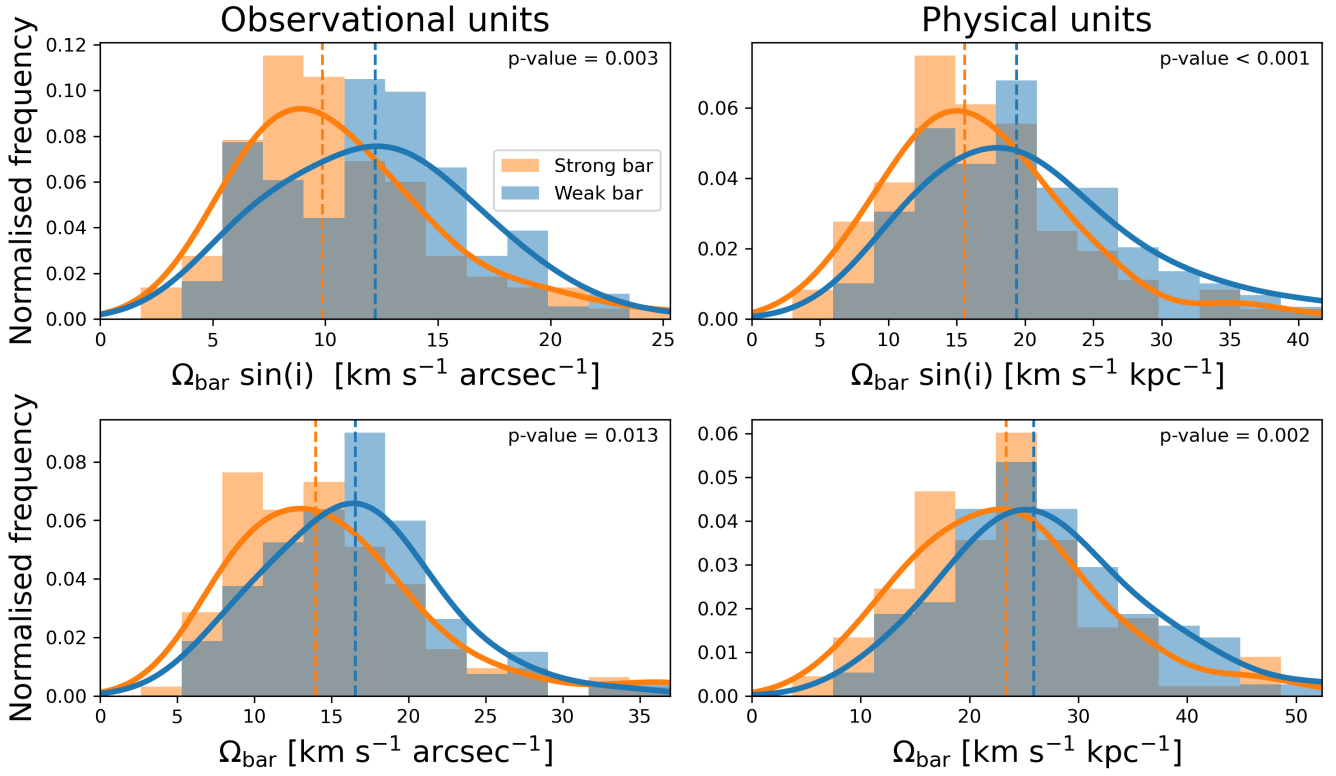 Observational units
Physical units
Normalised frequency
0.12
0.10
0.08
0.06
0.04
0.02
0.00
p-value = 0.003
Strong bar
Weak bar
0 5 10 15 20 25
Ω_bar sin(i) [km s⁻¹ arcsec⁻¹]
0.06
0.04
0.02
0.00
p-value < 0.001
0 5 10 15 20 25 30 35 40
Ω_bar sin(i) [km s⁻¹ kpc⁻¹]
Normalised frequency
0.08
0.06
0.04
0.02
0.00
p-value = 0.013
0 5 10 15 20 25 30 35
Ω_bar [km s⁻¹ arcsec⁻¹]
0.06
0.05
0.04
0.03
0.02
0.01
0.00
p-value = 0.002
0 10 20 30 40 50
Ω_bar [km s⁻¹ kpc⁻¹]